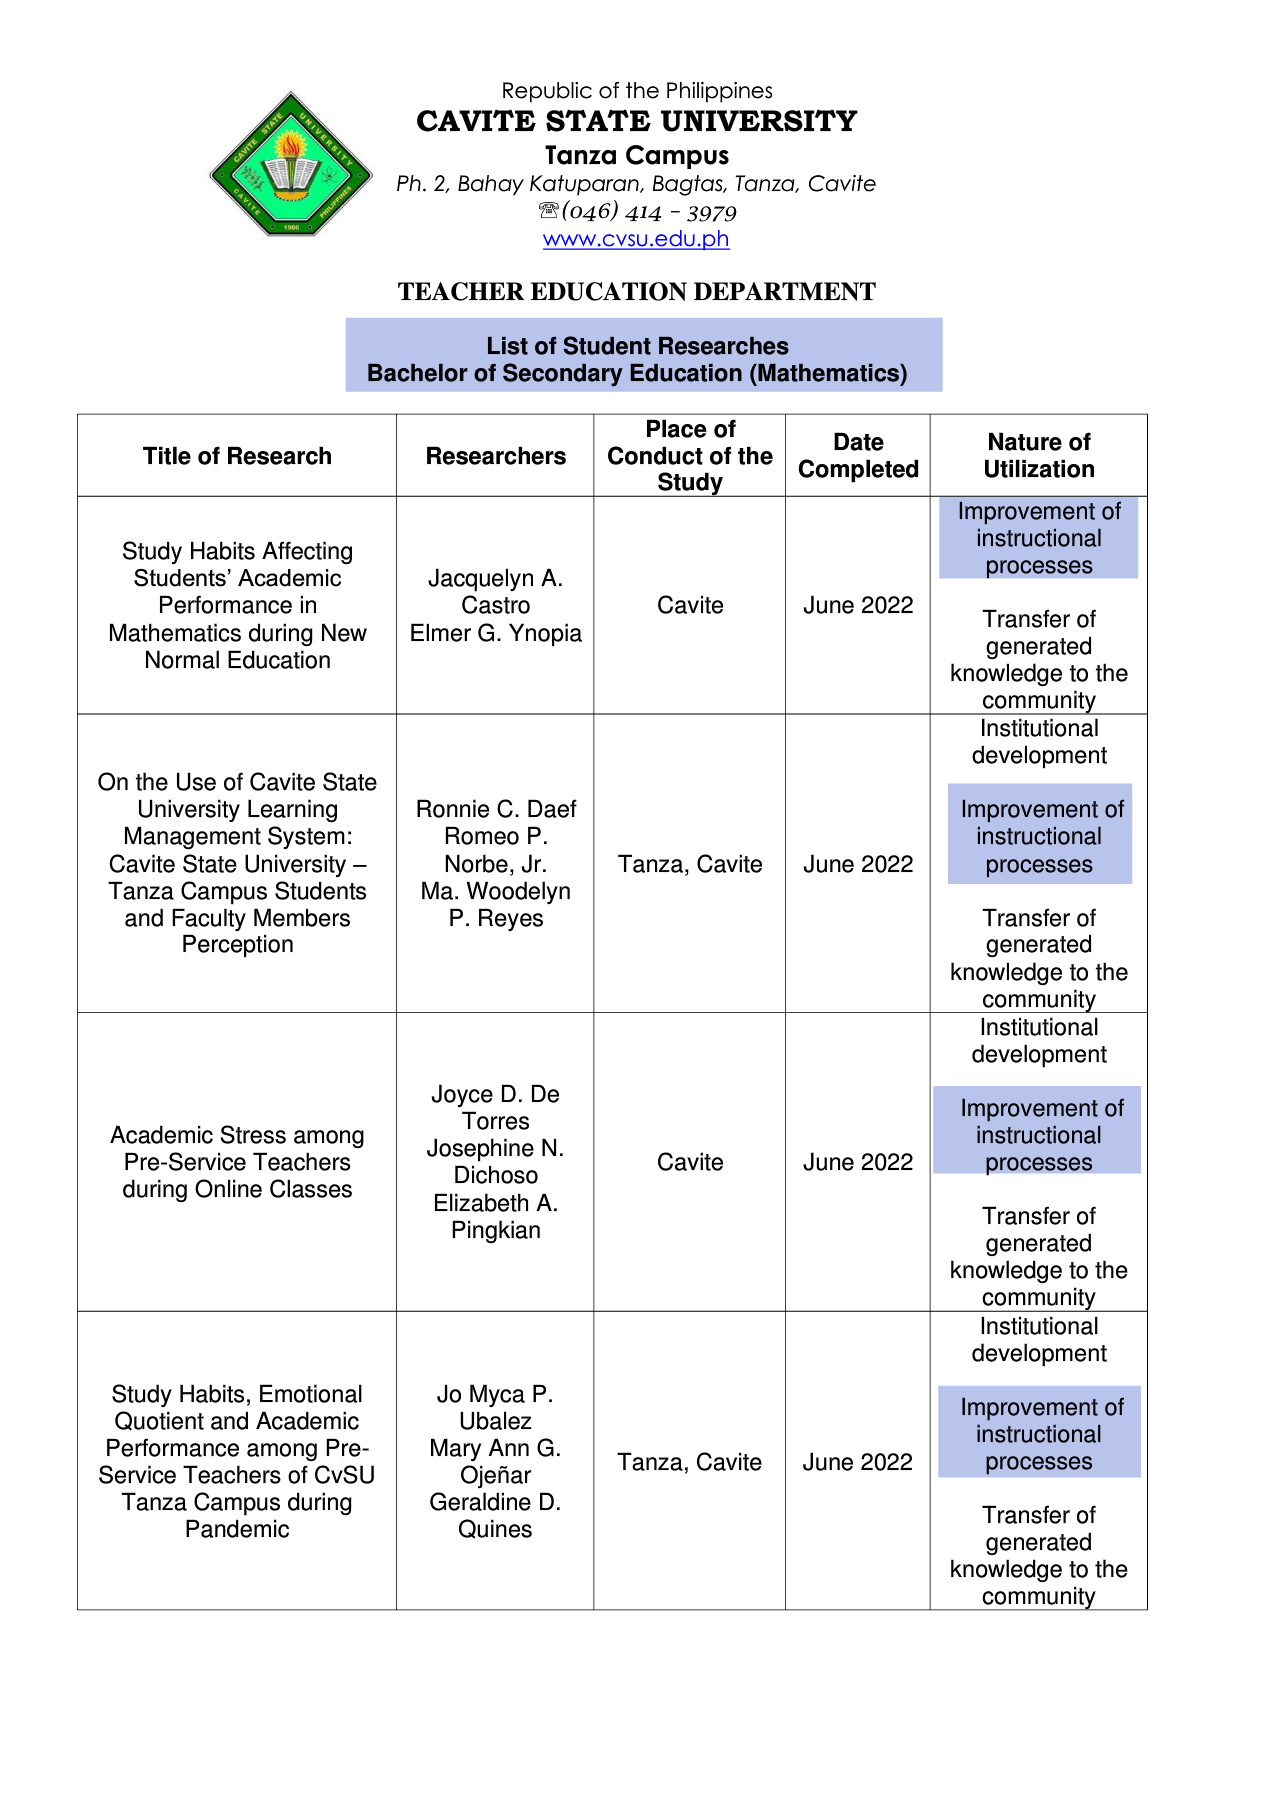 Republic of the Philippines
CAVITE STATE UNIVERSITY
Tanza Campus
Ph. 2, Bahay Katuparan, Bagtas, Tanza, Cavite
☏(046) 414 – 3979
www.cvsu.edu.ph
CAVITE STATE UNIVERSITY
CAVITE
PHILIPPINES
1906
TEACHER EDUCATION DEPARTMENT
List of Student Researches
Bachelor of Secondary Education (Mathematics)
Title of Research
Researchers
Place of
Conduct of the
Study
Date
Completed
Nature of
Utilization
Study Habits Affecting
Students’ Academic
Performance in
Mathematics during New
Normal Education
Jacquelyn A.
Castro
Elmer G. Ynopia
Cavite
June 2022
Improvement of
instructional
processes
Transfer of
generated
knowledge to the
community
On the Use of Cavite State
University Learning
Management System:
Cavite State University –
Tanza Campus Students
and Faculty Members
Perception
Ronnie C. Daef
Romeo P.
Norbe, Jr.
Ma. Woodelyn
P. Reyes
Tanza, Cavite
June 2022
Institutional
development
Improvement of
instructional
processes
Transfer of
generated
knowledge to the
community
Academic Stress among
Pre-Service Teachers
during Online Classes
Joyce D. De
Torres
Josephine N.
Dichoso
Elizabeth A.
Pingkian
Cavite
June 2022
Institutional
development
Improvement of
instructional
processes
Transfer of
generated
knowledge to the
community
Study Habits, Emotional
Quotient and Academic
Performance among Pre-
Service Teachers of CvSU
Tanza Campus during
Pandemic
Jo Myca P.
Ubalez
Mary Ann G.
Ojeñar
Geraldine D.
Quines
Tanza, Cavite
June 2022
Institutional
development
Improvement of
instructional
processes
Transfer of
generated
knowledge to the
community